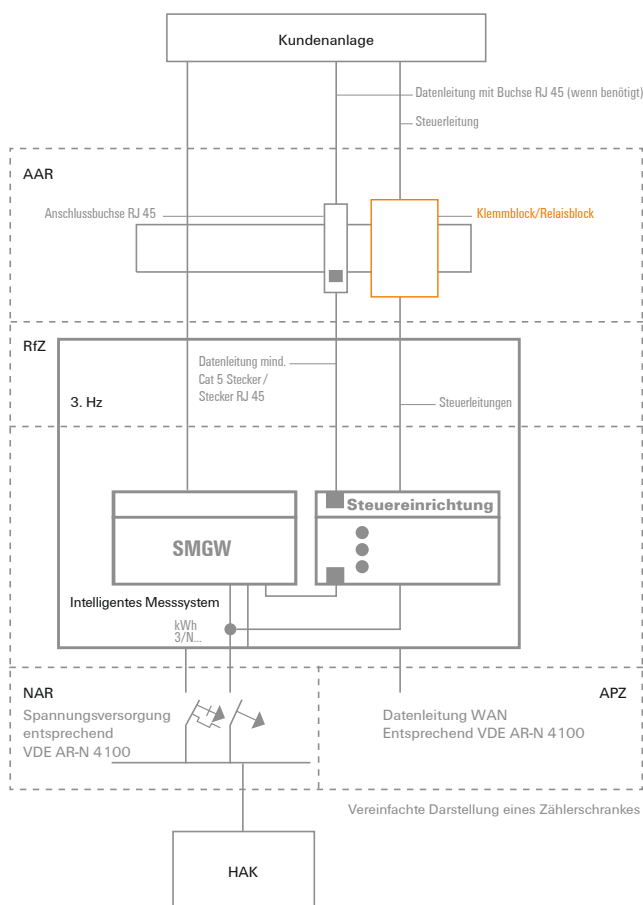 Kundenanlage
Datenleitung mit Buchse RJ 45 (wenn benötigt)
Steuerleitung
AAR
Anschlussbuchse RJ 45
Klemmblock/Relaisblock
RfZ
Datenleitung mind.
Cat 5 Stecker/
Stecker RJ 45
3. Hz
Steuerleitungen
Steuereinrichtung
SMGW
Intelligentes Messsystem
kWh
3/N...
NAR
Spannungsversorgung
entsprechend
VDE AR-N 4100
APZ
Datenleitung WAN
Entsprechend VDE AR-N 4100
Vereinfachte Darstellung eines Zählerschrankes
HAK